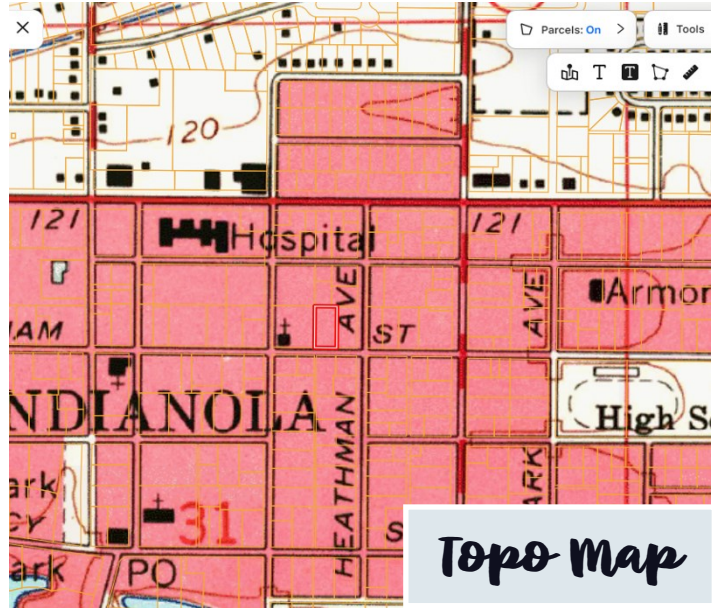 Parcels: On
Tools
T
T
120
121
121
Hospital
AVE
AVE
Armor
ST
NDIANOLA
High S
HEATHMAN
ARK
ark
31
S
ark
PO
Topo Map